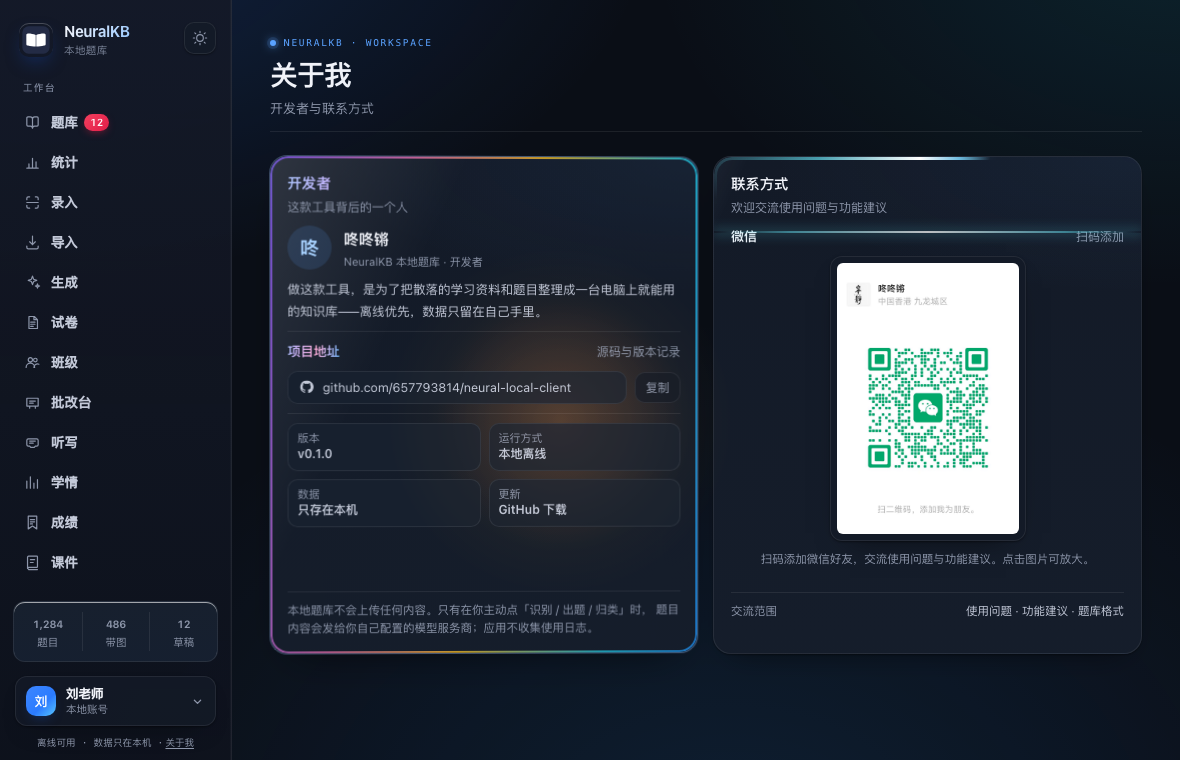 NeuralKB
本地题库
工作台
题库 12
统计
录入
导入
生成
试卷
班级
批改台
听写
学情
成绩
课件
1,284 486 12
题目 带图 草稿
刘 刘老师
本地账号
离线可用 · 数据只在本机 · 关于我
NEURALKB · WORKSPACE
关于我
开发者与联系方式
开发者
这款工具背后的一个人
咚 咚咚锵
NeuralKB 本地题库 · 开发者
做这款工具，是为了把散落的学习资料和题目整理成一台电脑上就能用
的知识库——离线优先，数据只留在自己手里。
项目地址 源码与版本记录
github.com/657793814/neural-local-client 复制
版本
v0.1.0
运行方式
本地离线
数据
只存在本机
更新
GitHub 下载
本地题库不会上传任何内容。只有在你主动点「识别 / 出题 / 归类」时， 题目
内容会发给你自己配置的模型服务商；应用不收集使用日志。
联系方式
欢迎交流使用问题与功能建议
微信 扫码添加
咚咚锵
中国香港 九龙城区
扫二维码，添加我为朋友。
扫码添加微信好友，交流使用问题与功能建议。点击图片可放大。
交流范围 使用问题 · 功能建议 · 题库格式